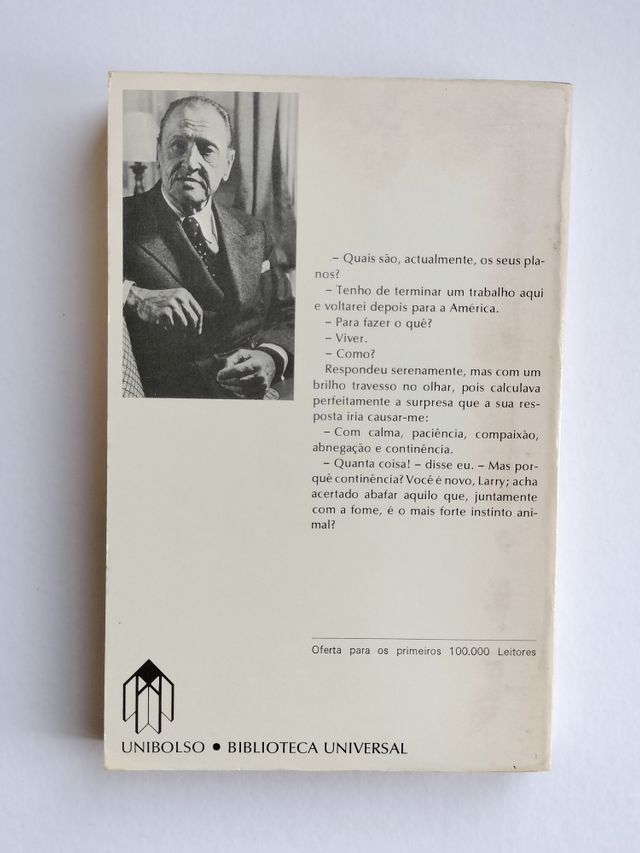 – Quais são, actualmente, os seus pla-
nos?
– Tenho de terminar um trabalho aqui
e voltarei depois para a América.
– Para fazer o quê?
– Viver.
– Como?
Respondeu serenamente, mas com um
brilho travesso no olhar, pois calculava
perfeitamente a surpresa que a sua res-
posta iria causar-me:
– Com calma, paciência, compaixão,
abnegação e continência.
– Quanta coisa! – disse eu. – Mas por-
quê continência? Você é novo, Larry; acha
acertado abafar aquilo que, juntamente
com a fome, é o mais forte instinto ani-
mal?
Oferta para os primeiros 100.000 Leitores
UNIBOLSO • BIBLIOTECA UNIVERSAL